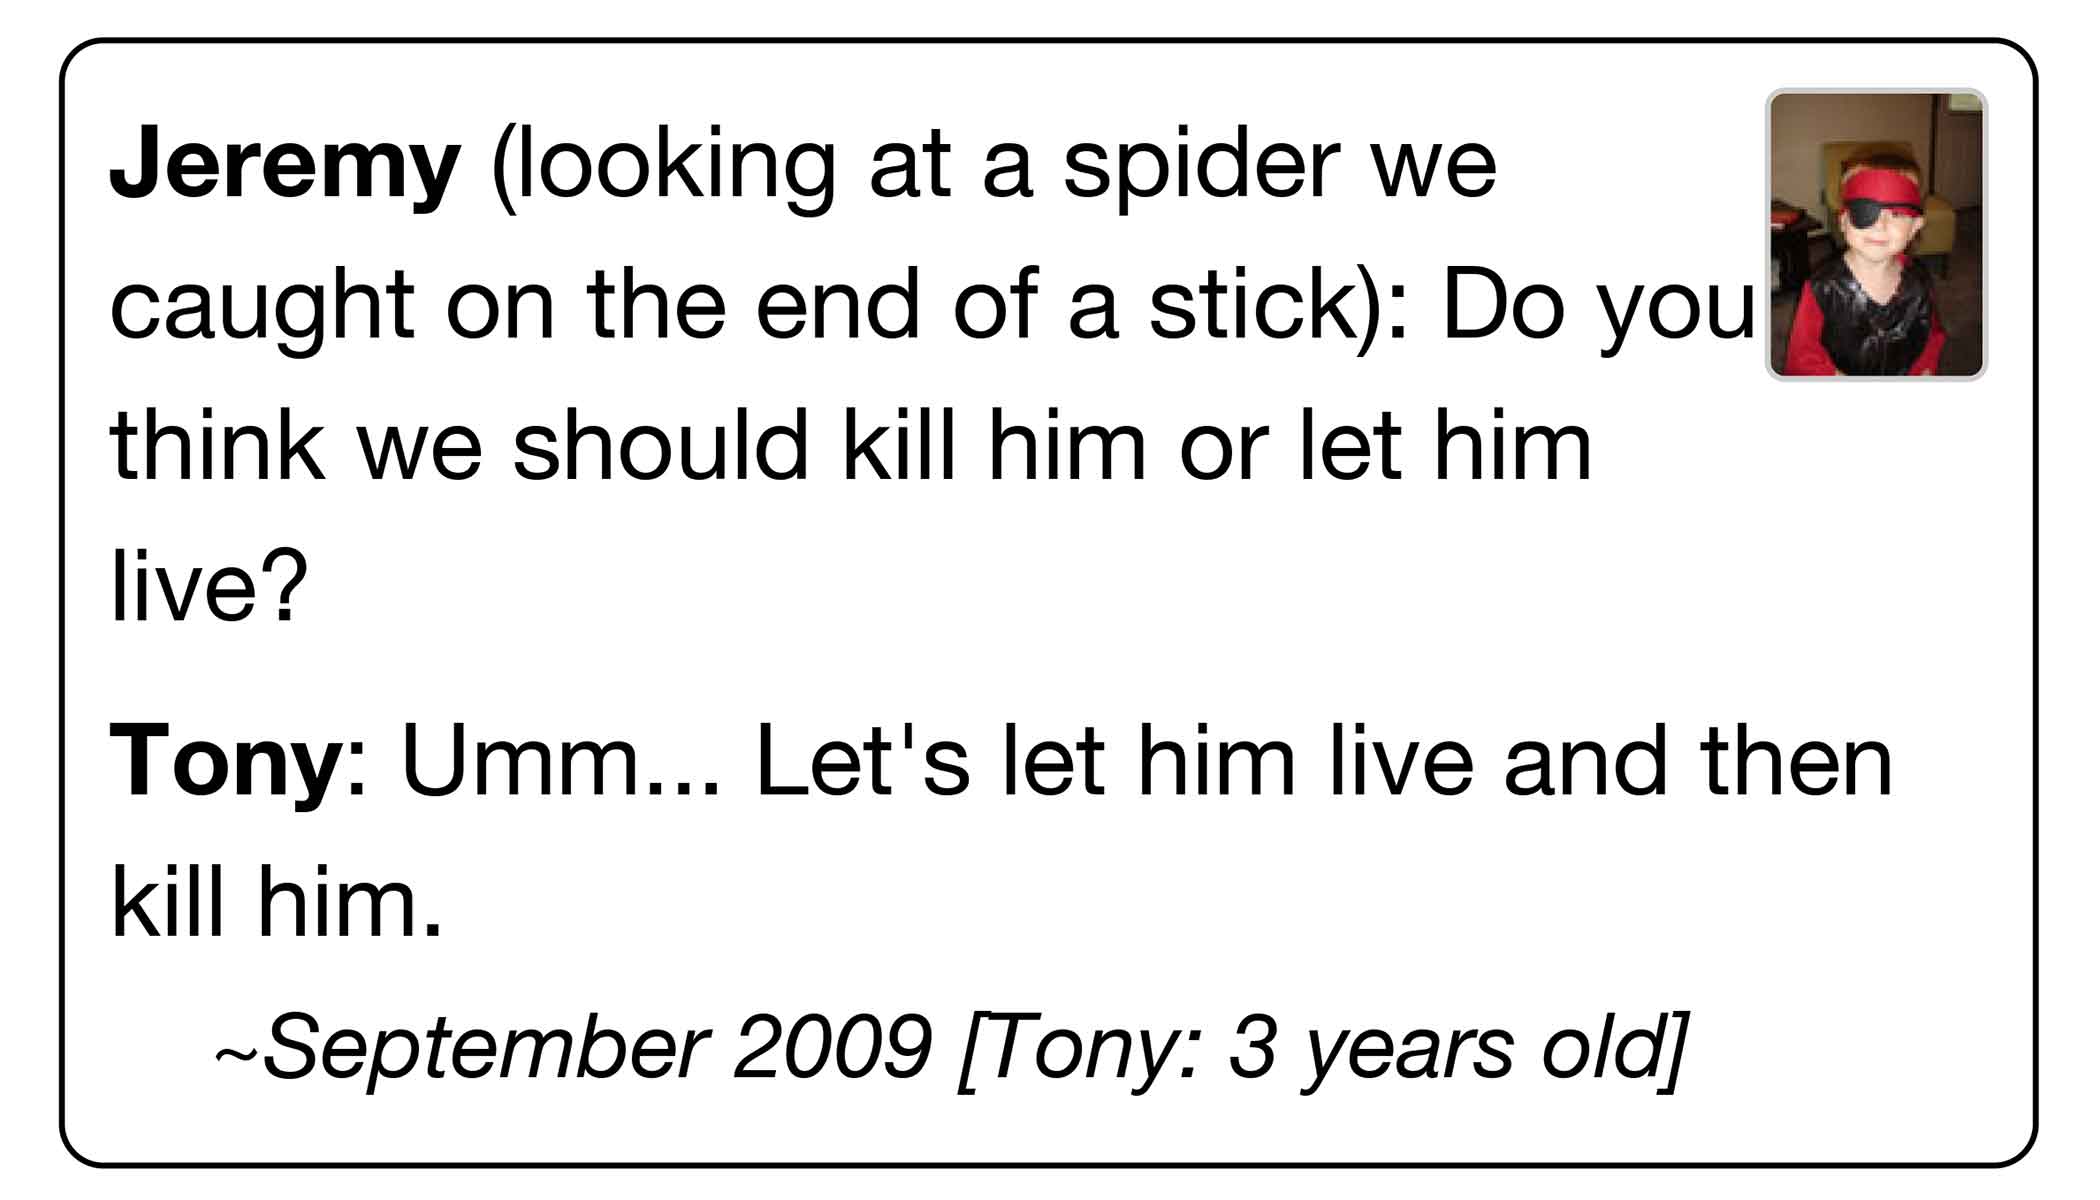 Jeremy (looking at a spider we
caught on the end of a stick): Do you
think we should kill him or let him
live?
Tony: Umm... Let's let him live and then
kill him.
~September 2009 [Tony: 3 years old]